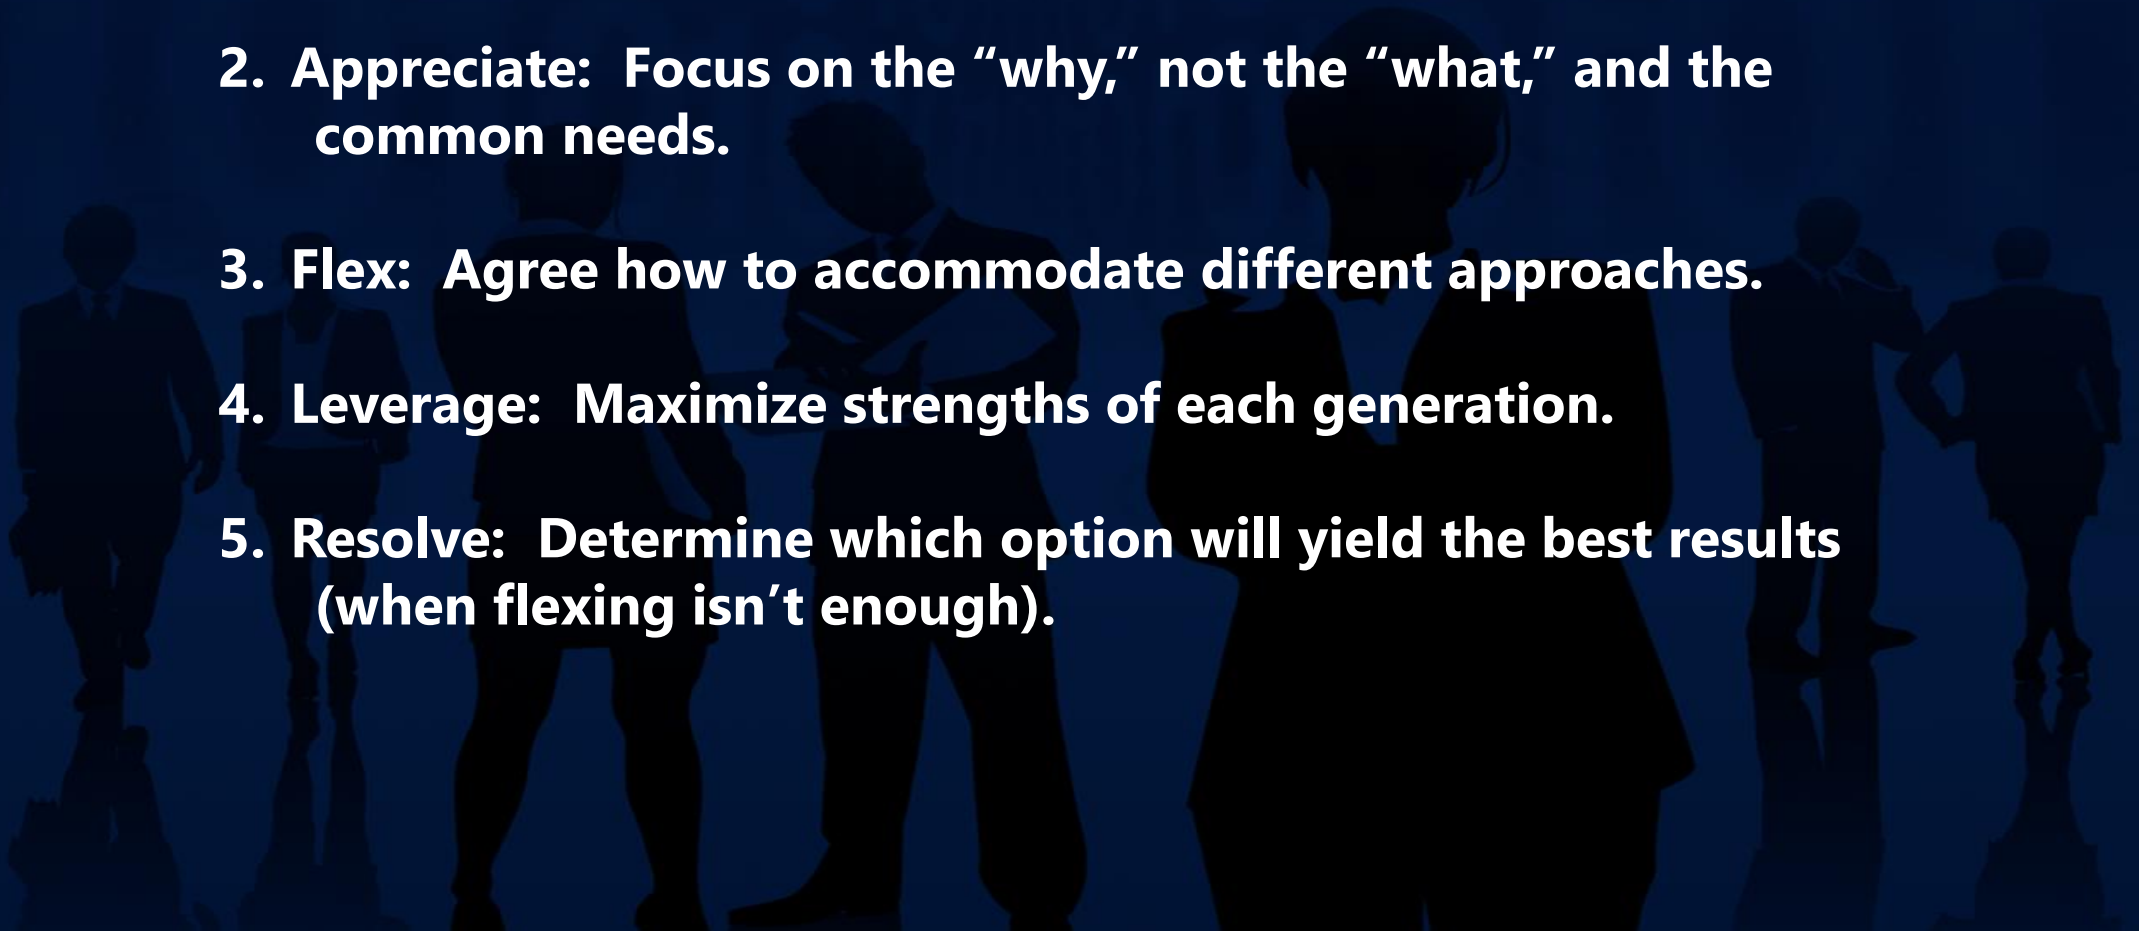 2. Appreciate: Focus on the “why,” not the “what,” and the
common needs.
3. Flex: Agree how to accommodate different approaches.
4. Leverage: Maximize strengths of each generation.
5. Resolve: Determine which option will yield the best results
(when flexing isn’t enough).